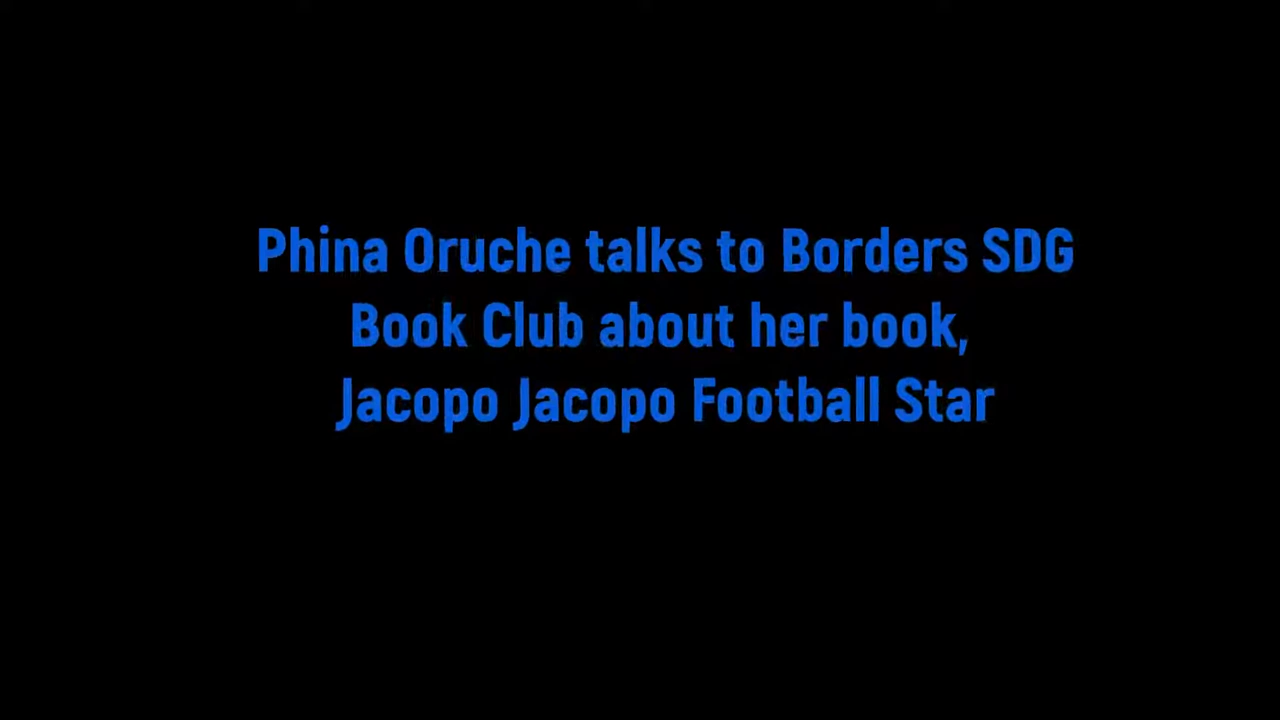 Phina Oruche talks to Borders SDG
Book Club about her book,
Jacopo Jacopo Football Star